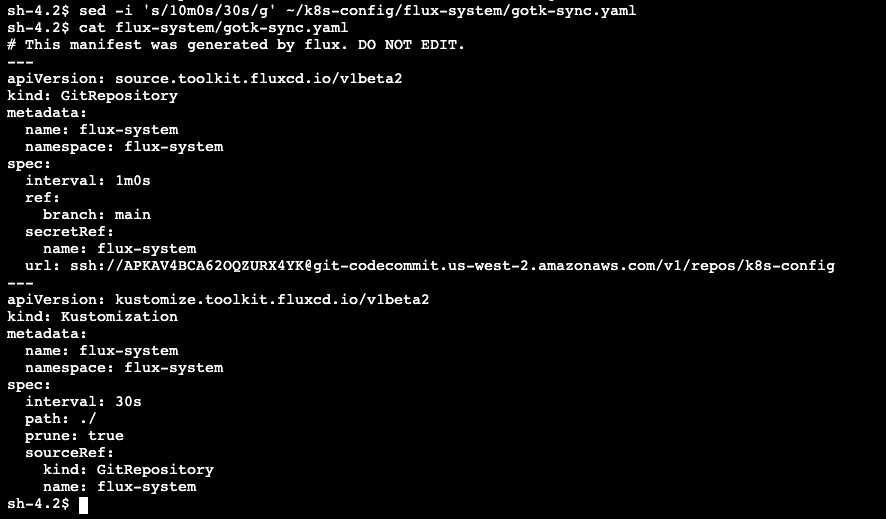 sh-4.2$ sed -i 's/10m0s/30s/g' ~/k8s-config/flux-system/gotk-sync.yaml
sh-4.2$ cat flux-system/gotk-sync.yaml
# This manifest was generated by flux. DO NOT EDIT.
---
apiVersion: source.toolkit.fluxcd.io/v1beta2
kind: GitRepository
metadata:
  name: flux-system
  namespace: flux-system
spec:
  interval: 1m0s
  ref:
    branch: main
  secretRef:
    name: flux-system
  url: ssh://APKAV4BCA62OQZURX4YK@git-codecommit.us-west-2.amazonaws.com/v1/repos/k8s-config
---
apiVersion: kustomize.toolkit.fluxcd.io/v1beta2
kind: Kustomization
metadata:
  name: flux-system
  namespace: flux-system
spec:
  interval: 30s
  path: ./
  prune: true
  sourceRef:
    kind: GitRepository
    name: flux-system
sh-4.2$